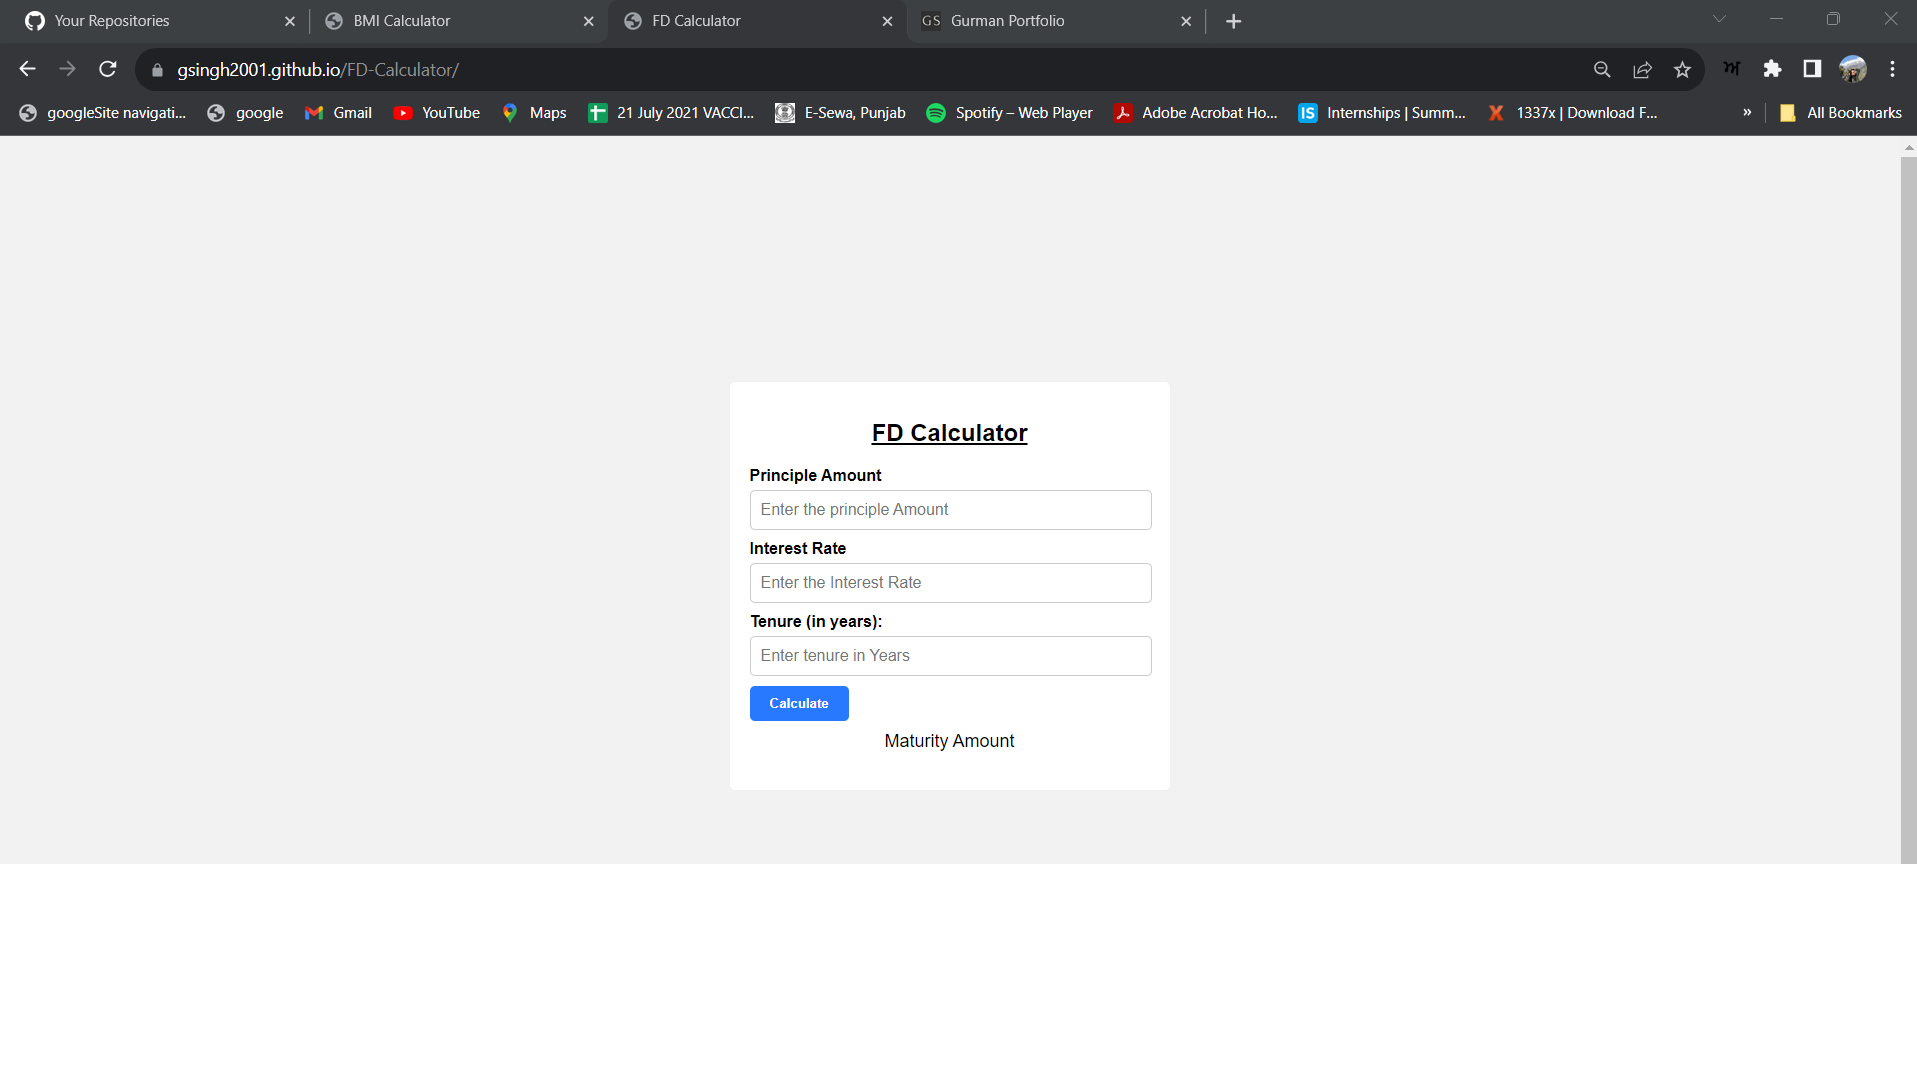 Your Repositories
BMI Calculator
FD Calculator
GS Gurman Portfolio
gsingh2001.github.io/FD-Calculator/
googleSite navigati...
google
Gmail
YouTube
Maps
21 July 2021 VACCI...
E-Sewa, Punjab
Spotify – Web Player
Adobe Acrobat Ho...
IS Internships | Summ...
X 1337x | Download F...
»
All Bookmarks
FD Calculator
Principle Amount
Enter the principle Amount
Interest Rate
Enter the Interest Rate
Tenure (in years):
Enter tenure in Years
Calculate
Maturity Amount